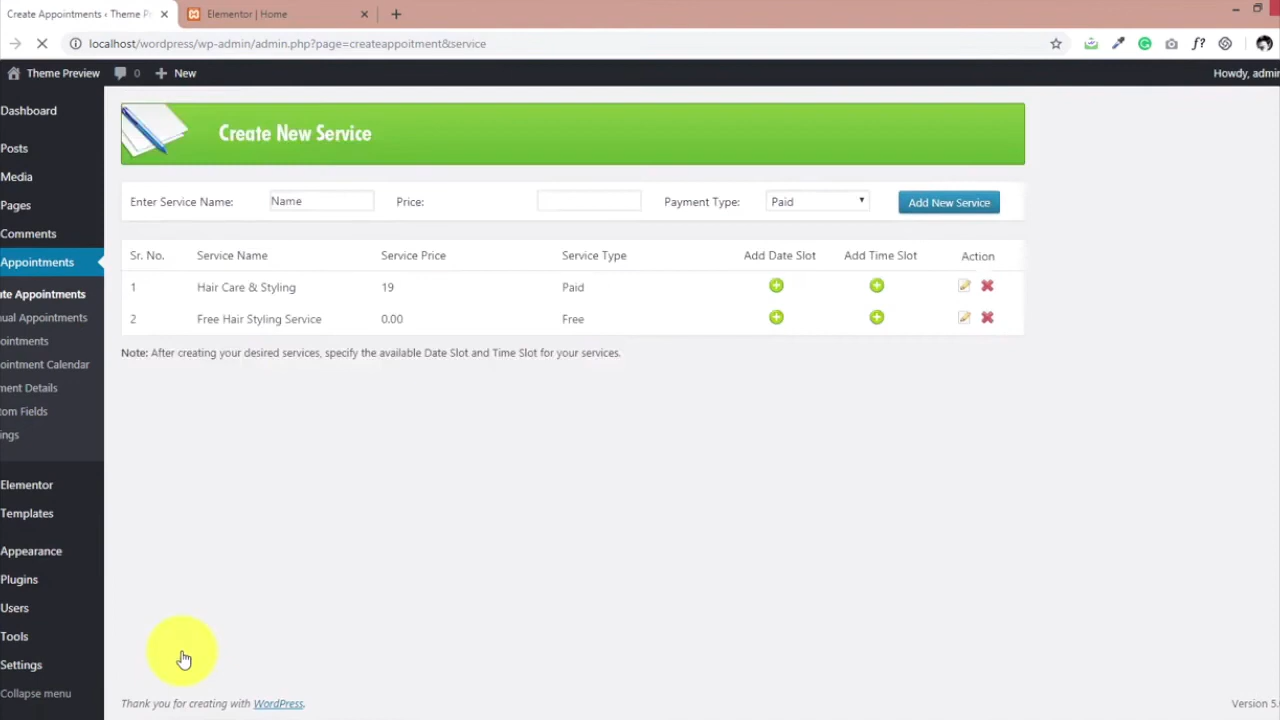 Create Appointments ‹ Theme Pr
Elementor | Home
localhost/wordpress/wp-admin/admin.php?page=createappoitment&service
f?
Theme Preview 0 New Howdy, admin
Dashboard
Posts
Media
Pages
Comments
Appointments
ate Appointments
ual Appointments
ointments
ointment Calendar
ment Details
tom Fields
ings
Elementor
Templates
Appearance
Plugins
Users
Tools
Settings
Collapse menu
Create New Service
Enter Service Name: Name Price: Payment Type: Paid Add New Service
Sr. No. Service Name Service Price Service Type Add Date Slot Add Time Slot Action
1 Hair Care & Styling 19 Paid
2 Free Hair Styling Service 0.00 Free
Note: After creating your desired services, specify the available Date Slot and Time Slot for your services.
Thank you for creating with WordPress.
Version 5.